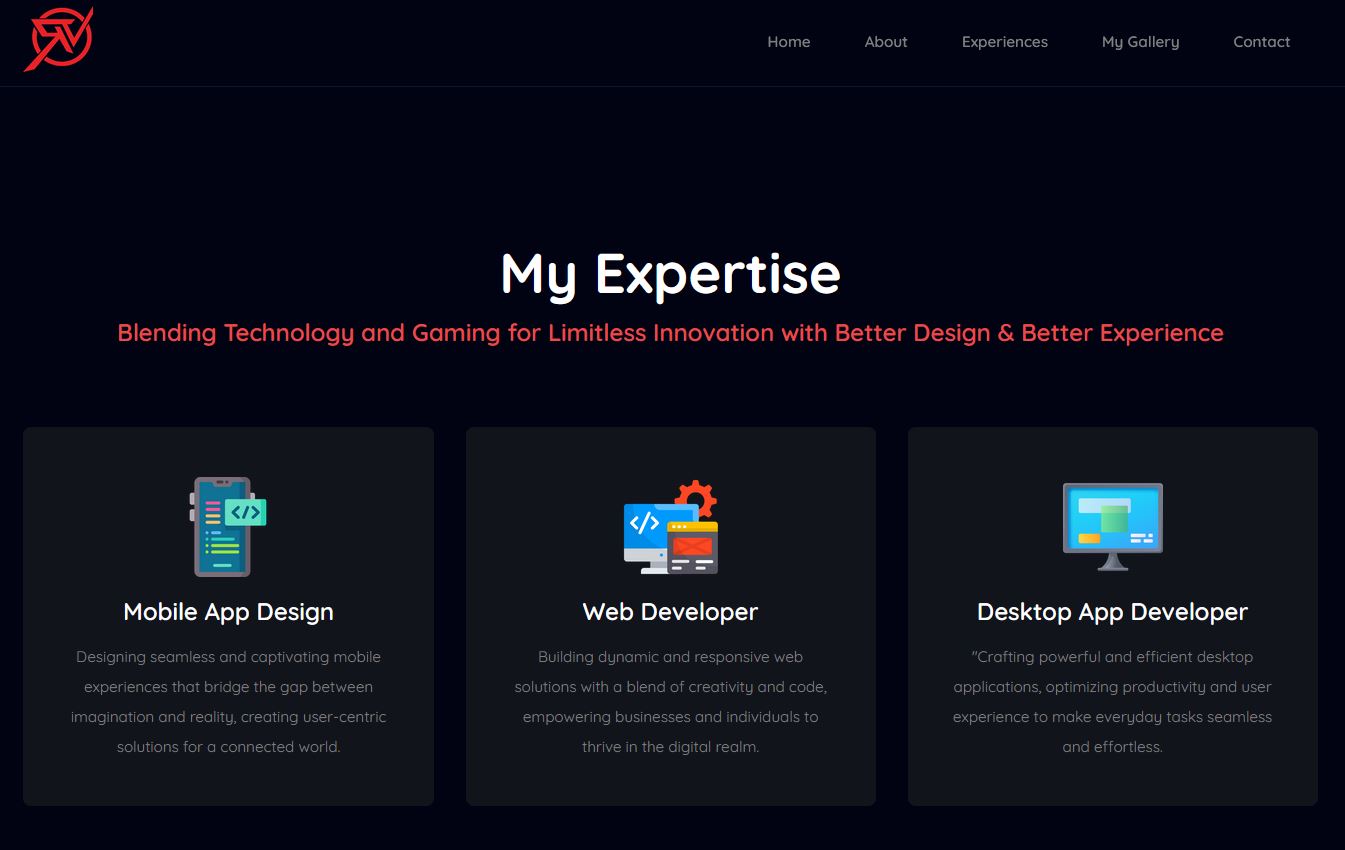 Home About Experiences My Gallery Contact
My Expertise
Blending Technology and Gaming for Limitless Innovation with Better Design & Better Experience
</>
Mobile App Design
Designing seamless and captivating mobile
experiences that bridge the gap between
imagination and reality, creating user-centric
solutions for a connected world.
</>
Web Developer
Building dynamic and responsive web
solutions with a blend of creativity and code,
empowering businesses and individuals to
thrive in the digital realm.
Desktop App Developer
"Crafting powerful and efficient desktop
applications, optimizing productivity and user
experience to make everyday tasks seamless
and effortless.